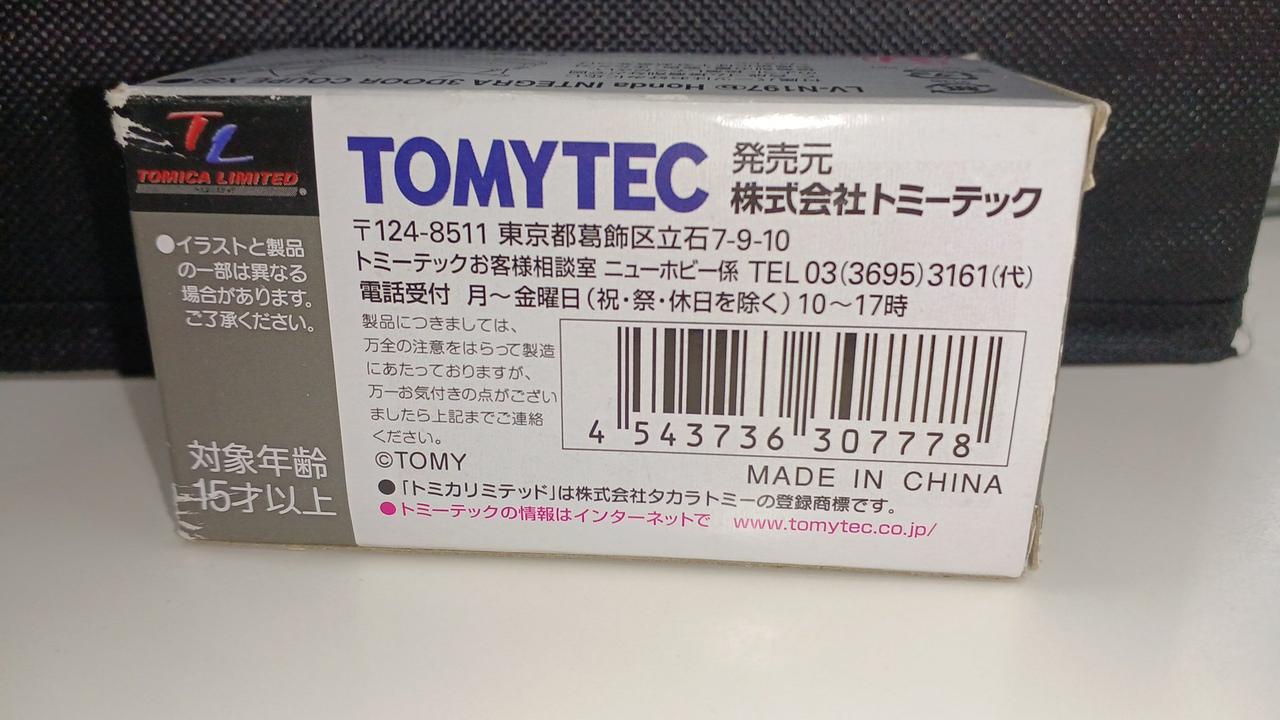 LV-N197b Honda INTEGRA 3DOOR COUPE XSi
TL
TOMICA LIMITED
●イラストと製品
の一部は異なる
場合があります。
ご了承ください。
対象年齢
15才以上
TOMYTEC
発売元
株式会社トミーテック
〒124-8511 東京都葛飾区立石7-9-10
トミーテックお客様相談室 ニューホビー係 TEL 03(3695)3161(代)
電話受付 月〜金曜日(祝・祭・休日を除く)10〜17時
製品につきましては、
万全の注意をはらって製造
にあたっておりますが、
万一お気付きの点がござい
ましたら上記までご連絡
ください。
4 543736 307778
©TOMY
MADE IN CHINA
●「トミカリミテッド」は株式会社タカラトミーの登録商標です。
●トミーテックの情報はインターネットで www.tomytec.co.jp/